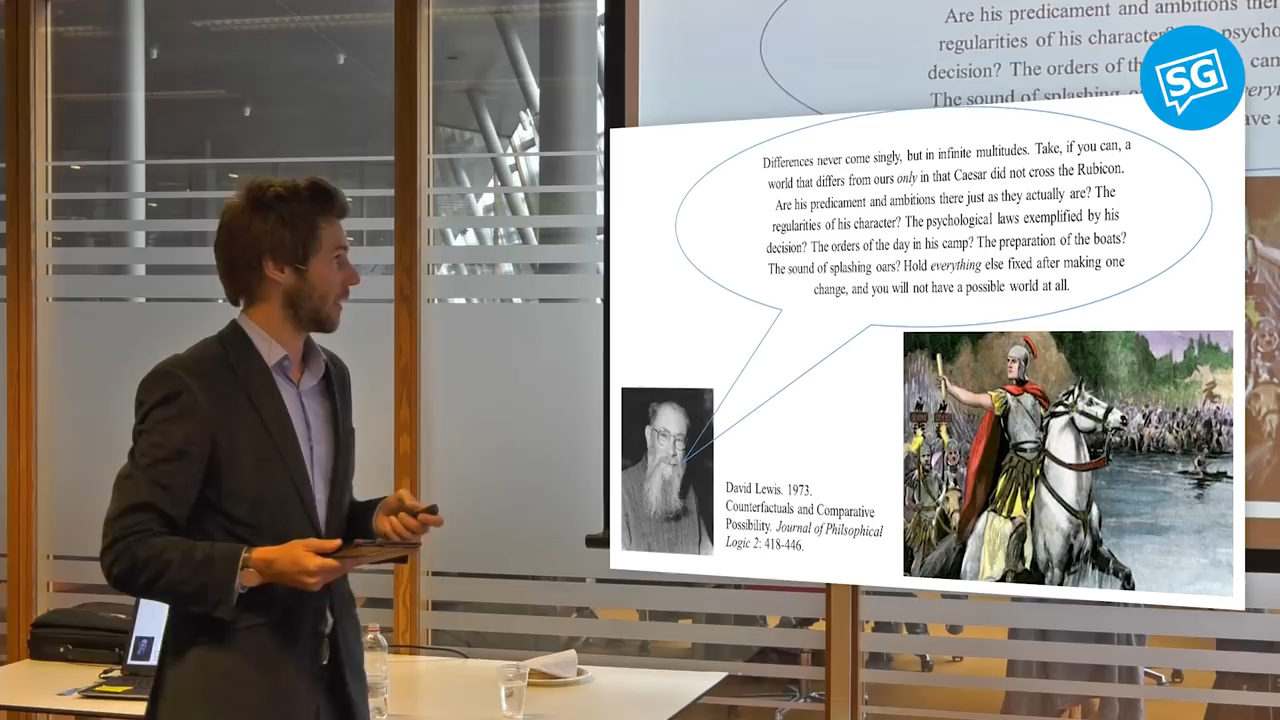 Are his predicament and ambitions
regularities of his character?
decision? The orders of
The sound of splashing
SG
Differences never come singly, but in infinite multitudes. Take, if you can, a
world that differs from ours only in that Caesar did not cross the Rubicon.
Are his predicament and ambitions there just as they actually are? The
regularities of his character? The psychological laws exemplified by his
decision? The orders of the day in his camp? The preparation of the boats?
The sound of splashing oars? Hold everything else fixed after making one
change, and you will not have a possible world at all.
David Lewis. 1973.
Counterfactuals and Comparative
Possibility. Journal of Philsophical
Logic 2: 418-446.